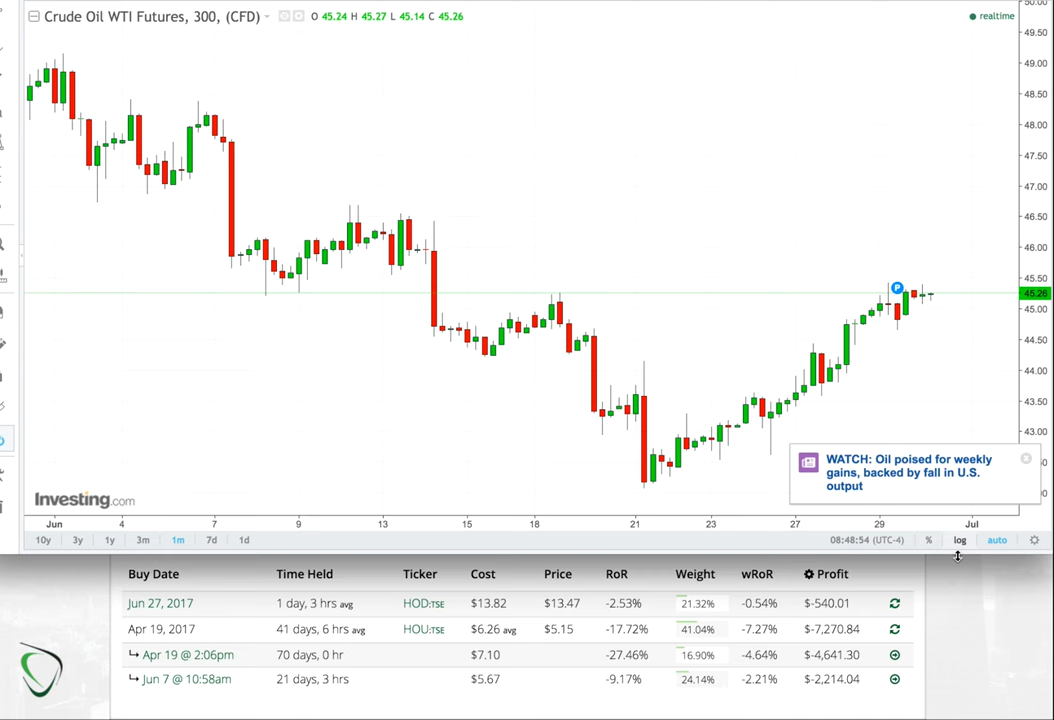 Crude Oil WTI Futures, 300, (CFD) O 45.24 H 45.27 L 45.14 C 45.26
realtime
50.00
49.50
49.00
48.50
48.00
47.50
47.00
46.50
46.00
45.50
45.26
45.00
44.50
44.00
43.50
43.00
P
WATCH: Oil poised for weekly
gains, backed by fall in U.S.
output
Investing.com
Jun 4 7 9 13 15 18 21 23 27 29 Jul
10y 3y 1y 3m 1m 7d 1d 08:48:54 (UTC-4) % log auto
Buy Date Time Held Ticker Cost Price RoR Weight wRoR Profit
Jun 27, 2017 1 day, 3 hrs avg HOD:TSE $13.82 $13.47 -2.53% 21.32% -0.54% $-540.01
Apr 19, 2017 41 days, 6 hrs avg HOU:TSE $6.26 avg $5.15 -17.72% 41.04% -7.27% $-7,270.84
Apr 19 @ 2:06pm 70 days, 0 hr $7.10 -27.46% 16.90% -4.64% $-4,641.30
Jun 7 @ 10:58am 21 days, 3 hrs $5.67 -9.17% 24.14% -2.21% $-2,214.04